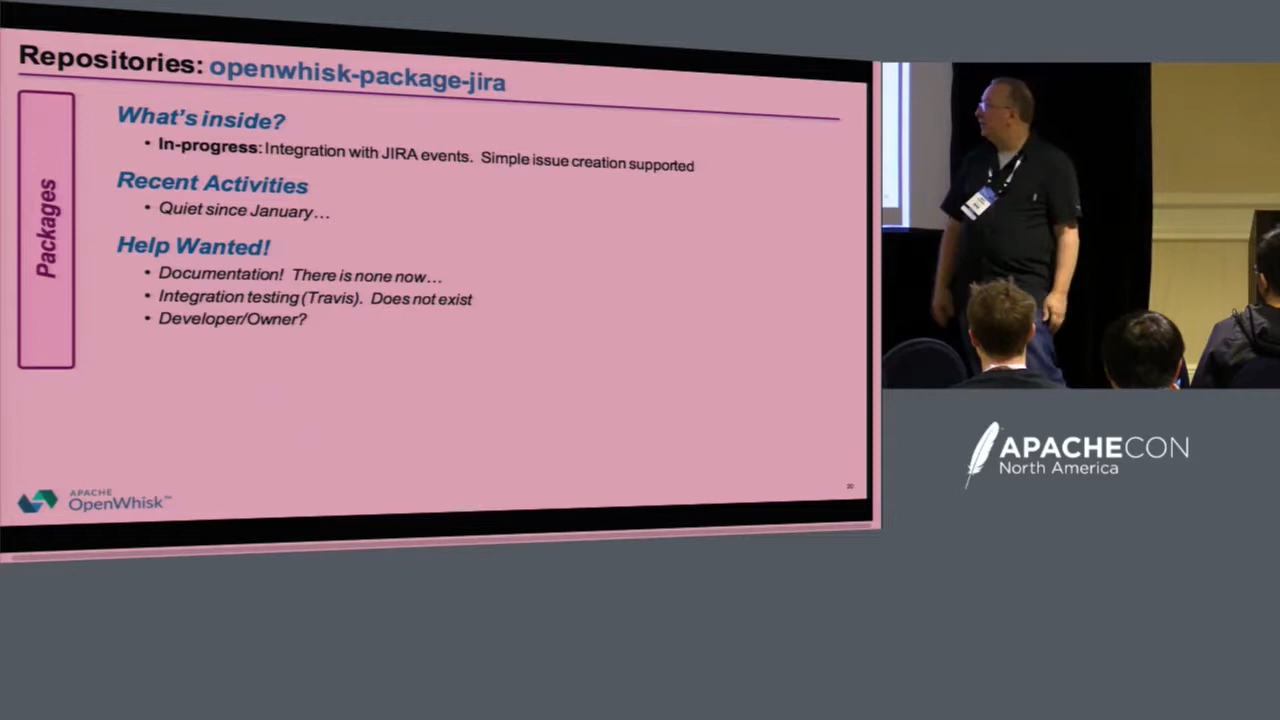 Repositories: openwhisk-package-jira
Packages
What's inside?
• In-progress: Integration with JIRA events. Simple issue creation supported
Recent Activities
• Quiet since January…
Help Wanted!
• Documentation! There is none now…
• Integration testing (Travis). Does not exist
• Developer/Owner?
APACHE
OpenWhisk™
20
APACHECON
North America